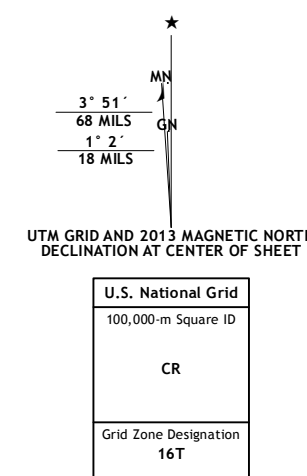 ★
MN
3° 51´
68 MILS
GN
1° 2´
18 MILS
UTM GRID AND 2013 MAGNETIC NORTH
DECLINATION AT CENTER OF SHEET
U.S. National Grid
100,000-m Square ID
CR
Grid Zone Designation
16T